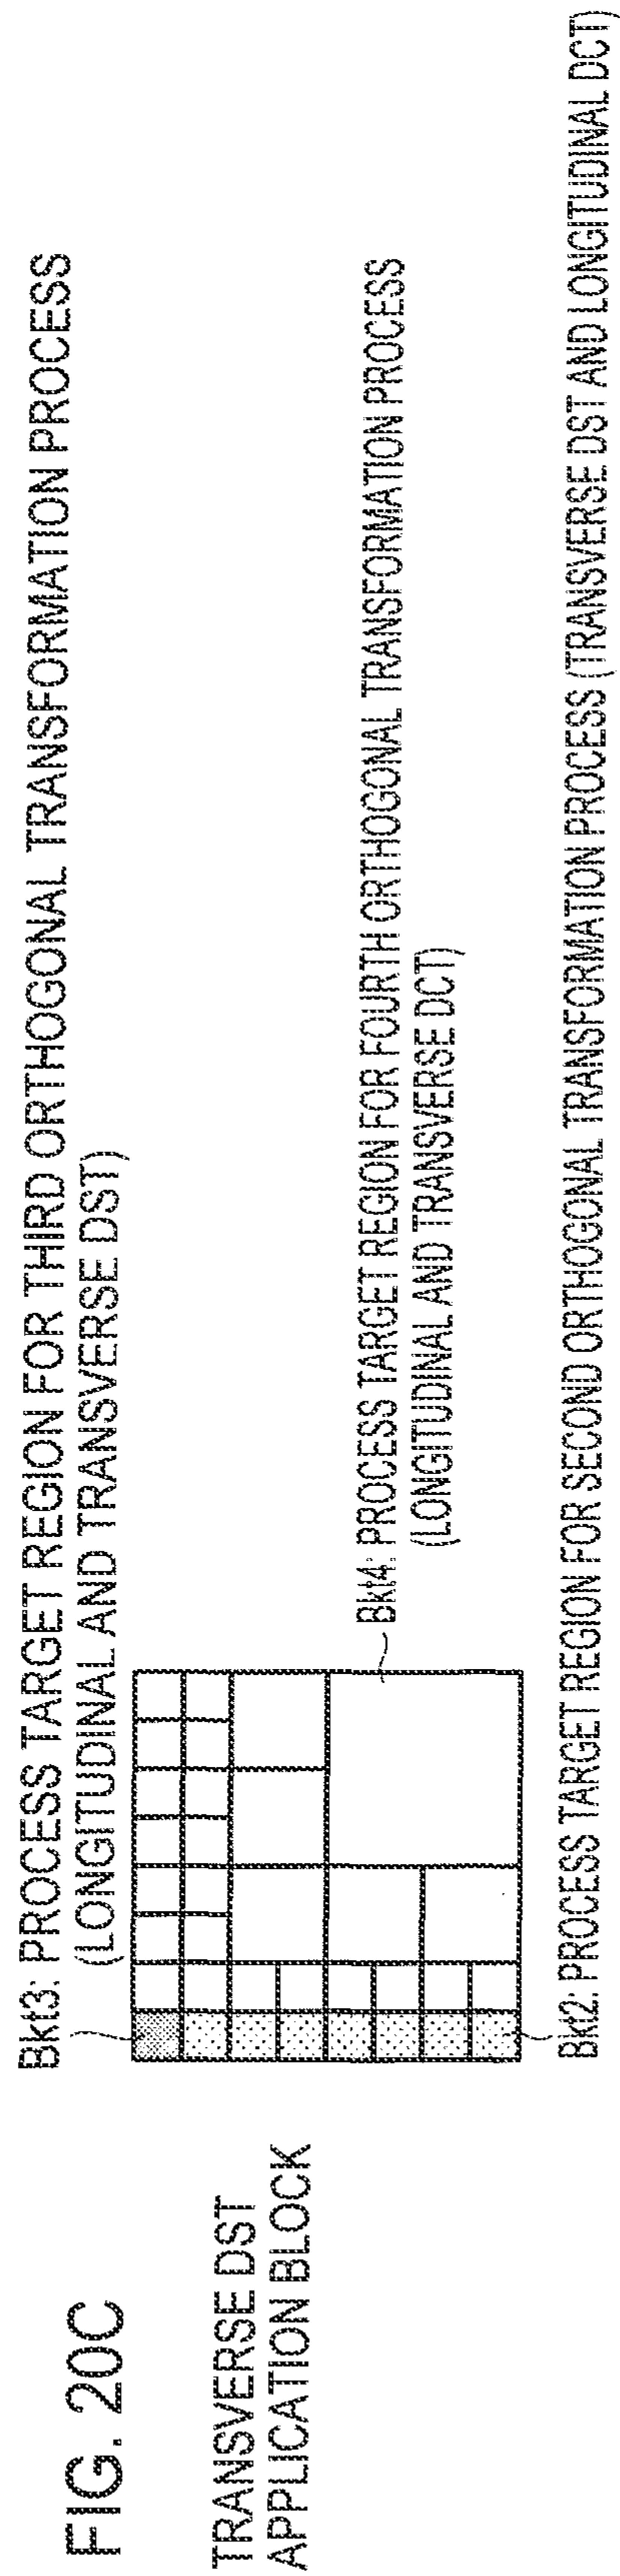 FIG. 20C
TRANSVERSE DST
APPLICATION BLOCK
Bkt3: PROCESS TARGET REGION FOR THIRD ORTHOGONAL TRANSFORMATION PROCESS
(LONGITUDINAL AND TRANSVERSE DST)
Bkt4: PROCESS TARGET REGION FOR FOURTH ORTHOGONAL TRANSFORMATION PROCESS
(LONGITUDINAL AND TRANSVERSE DCT)
Bkt2: PROCESS TARGET REGION FOR SECOND ORTHOGONAL TRANSFORMATION PROCESS (TRANSVERSE DST AND LONGITUDINAL DCT)